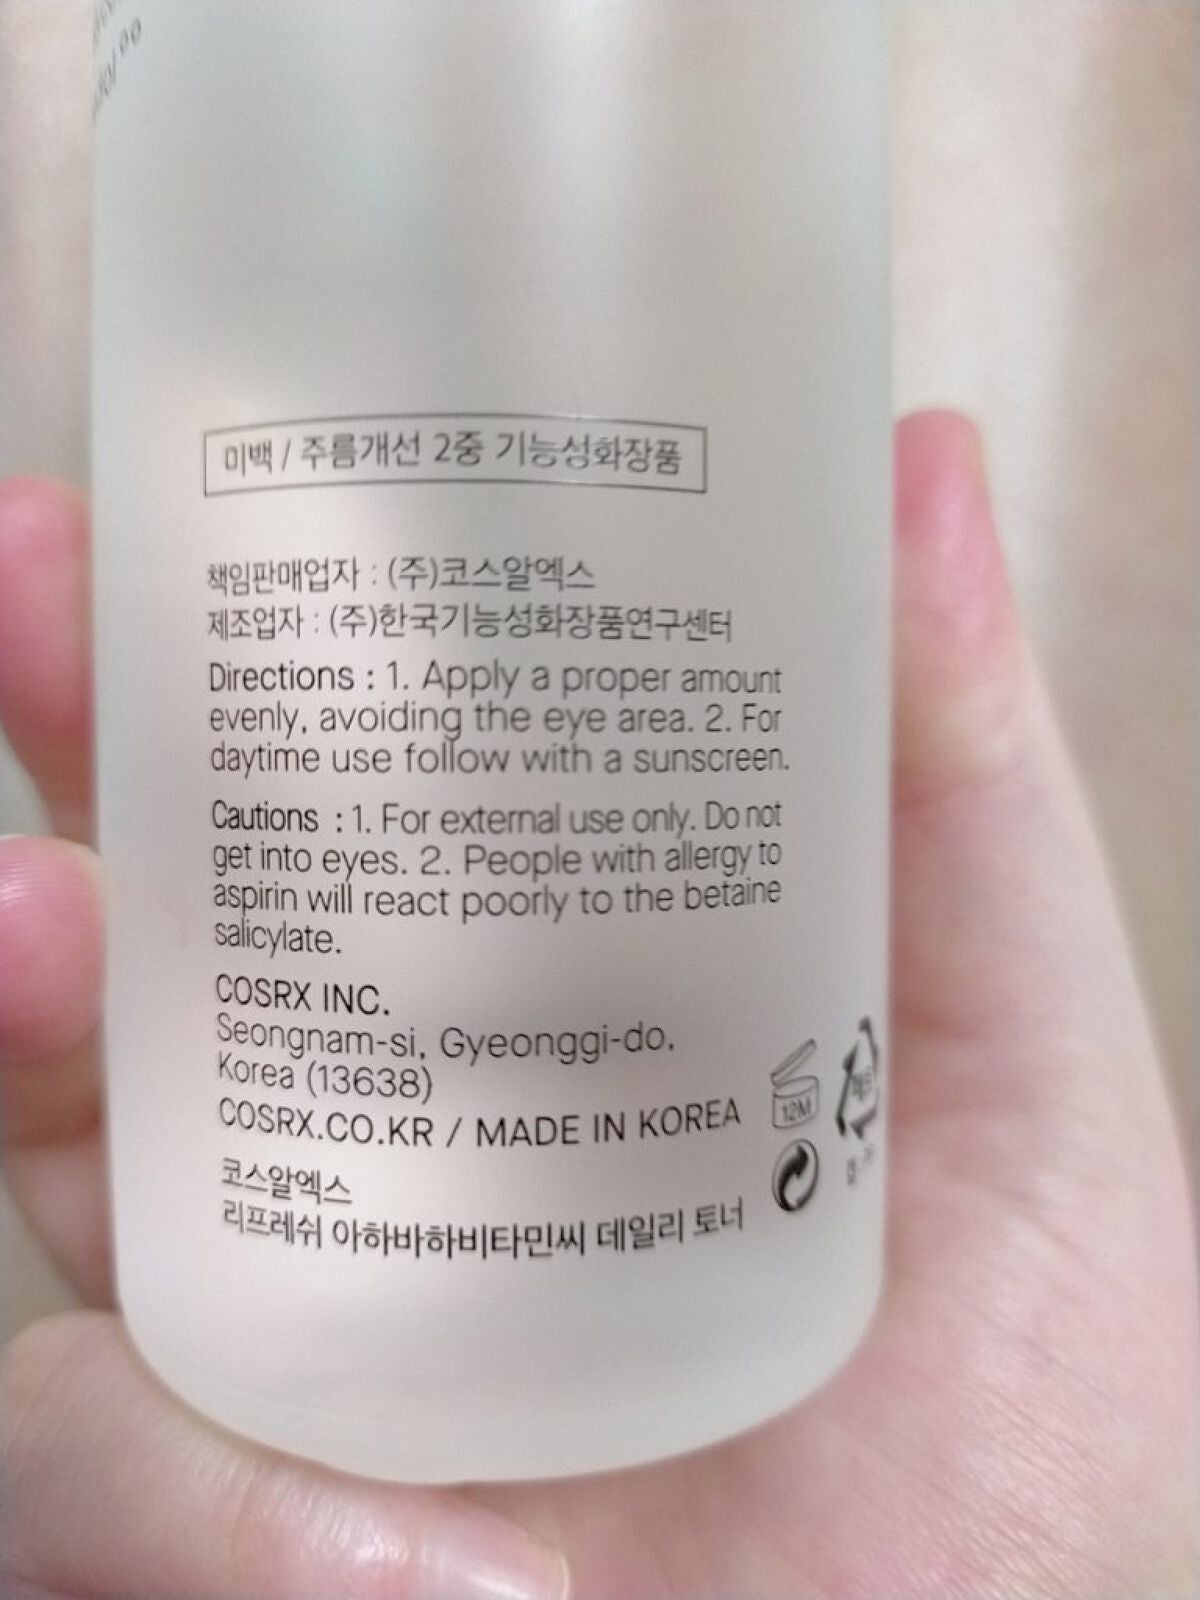 미백 / 주름개선 2중 기능성화장품
책임판매업자 : (주)코스알엑스
제조업자 : (주)한국기능성화장품연구센터
Directions : 1. Apply a proper amount
evenly, avoiding the eye area. 2. For
daytime use follow with a sunscreen.
Cautions : 1. For external use only. Do not
get into eyes. 2. People with allergy to
aspirin will react poorly to the betaine
salicylate.
COSRX INC.
Seongnam-si, Gyeonggi-do,
Korea (13638)
COSRX.CO.KR / MADE IN KOREA
12M
코스알엑스
리프레쉬 아하바하비타민씨 데일리 토너